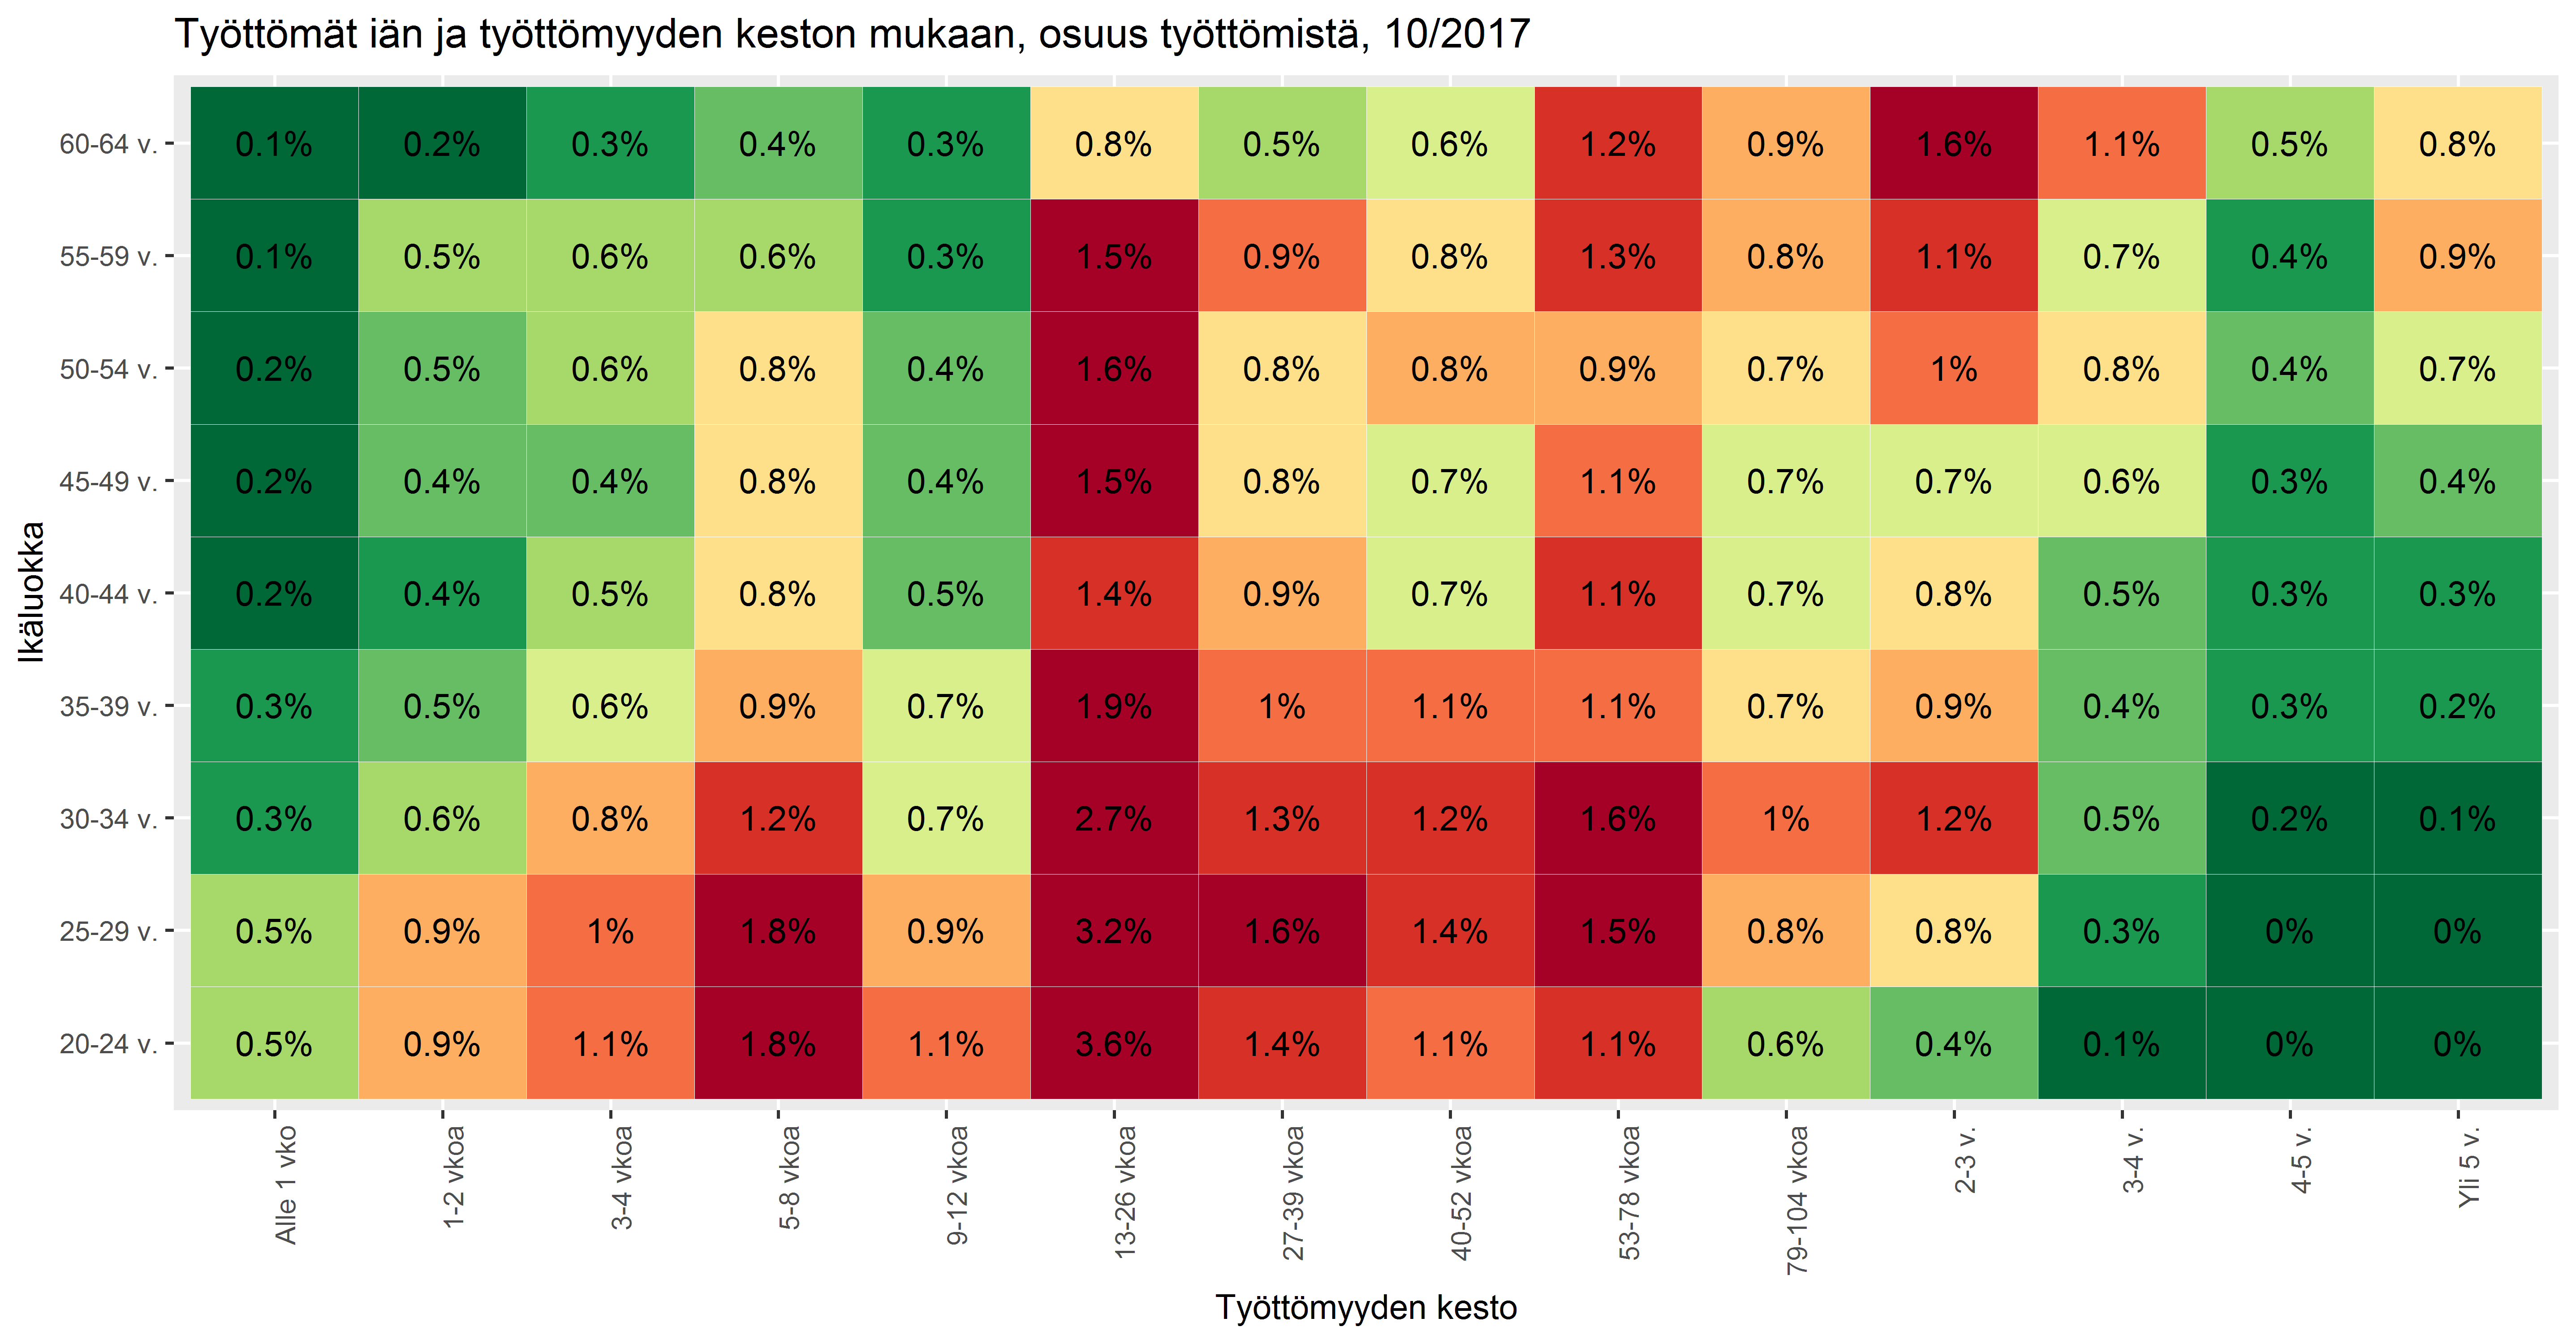 Työttömät iän ja työttömyyden keston mukaan, osuus työttömistä, 10/2017
Ikäluokka
60-64 v. 0.1% 0.2% 0.3% 0.4% 0.3% 0.8% 0.5% 0.6% 1.2% 0.9% 1.6% 1.1% 0.5% 0.8%
55-59 v. 0.1% 0.5% 0.6% 0.6% 0.3% 1.5% 0.9% 0.8% 1.3% 0.8% 1.1% 0.7% 0.4% 0.9%
50-54 v. 0.2% 0.5% 0.6% 0.8% 0.4% 1.6% 0.8% 0.8% 0.9% 0.7% 1% 0.8% 0.4% 0.7%
45-49 v. 0.2% 0.4% 0.4% 0.8% 0.4% 1.5% 0.8% 0.7% 1.1% 0.7% 0.7% 0.6% 0.3% 0.4%
40-44 v. 0.2% 0.4% 0.5% 0.8% 0.5% 1.4% 0.9% 0.7% 1.1% 0.7% 0.8% 0.5% 0.3% 0.3%
35-39 v. 0.3% 0.5% 0.6% 0.9% 0.7% 1.9% 1% 1.1% 1.1% 0.7% 0.9% 0.4% 0.3% 0.2%
30-34 v. 0.3% 0.6% 0.8% 1.2% 0.7% 2.7% 1.3% 1.2% 1.6% 1% 1.2% 0.5% 0.2% 0.1%
25-29 v. 0.5% 0.9% 1% 1.8% 0.9% 3.2% 1.6% 1.4% 1.5% 0.8% 0.8% 0.3% 0% 0%
20-24 v. 0.5% 0.9% 1.1% 1.8% 1.1% 3.6% 1.4% 1.1% 1.1% 0.6% 0.4% 0.1% 0% 0%
Alle 1 vko
1-2 vkoa
3-4 vkoa
5-8 vkoa
9-12 vkoa
13-26 vkoa
27-39 vkoa
40-52 vkoa
53-78 vkoa
79-104 vkoa
2-3 v.
3-4 v.
4-5 v.
Yli 5 v.
Työttömyyden kesto